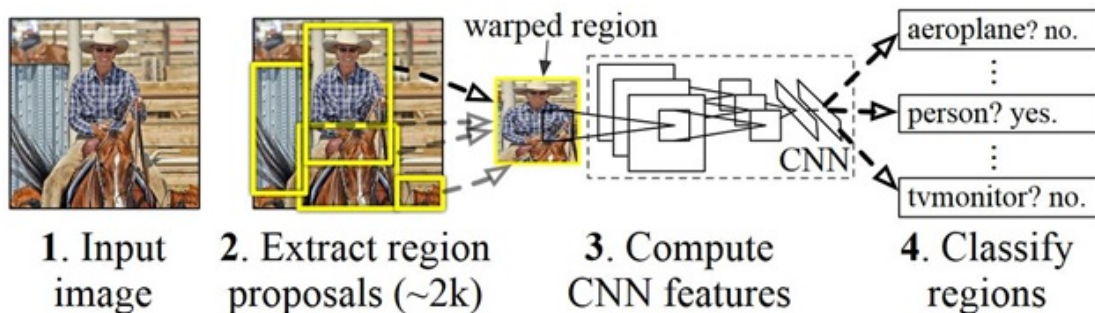 warped region
aeroplane? no.
⋮
person? yes.
⋮
CNN
tvmonitor? no.
1. Input
image
2. Extract region
proposals (~2k)
3. Compute
CNN features
4. Classify
regions